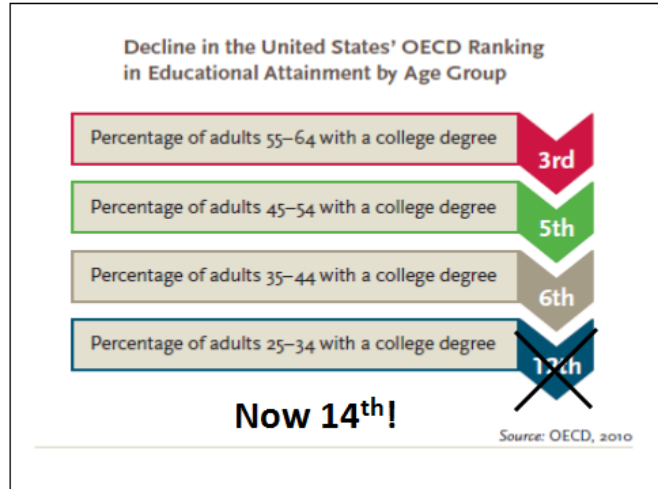 Decline in the United States’ OECD Ranking
in Educational Attainment by Age Group
Percentage of adults 55–64 with a college degree
3rd
Percentage of adults 45–54 with a college degree
5th
Percentage of adults 35–44 with a college degree
6th
Percentage of adults 25–34 with a college degree
12th
Now 14th!
Source: OECD, 2010